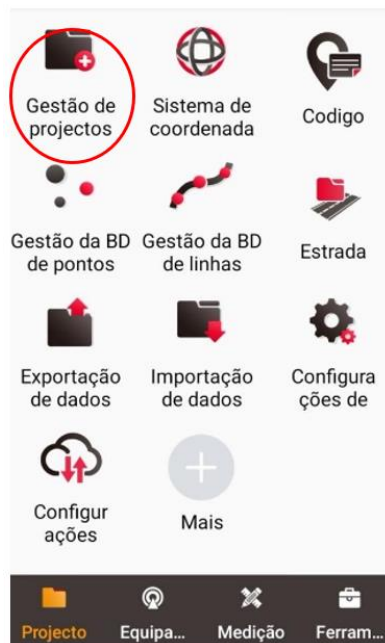 Gestão de
projectos
Sistema de
coordenada
Codigo
Gestão da BD
de pontos
Gestão da BD
de linhas
Estrada
Exportação
de dados
Importação
de dados
Configura
ções de
Configur
ações
Mais
Projecto
Equipa...
Medição
Ferram...